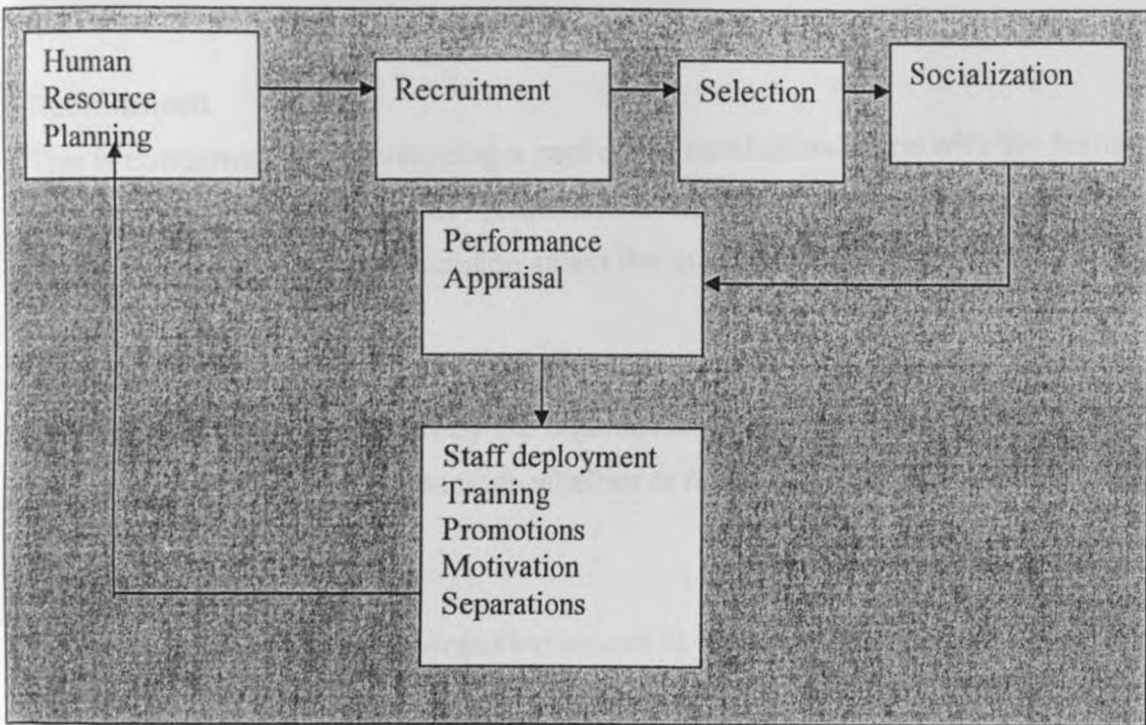 Human
Resource
Planning
Recruitment
Selection
Socialization
Performance
Appraisal
Staff deployment
Training
Promotions
Motivation
Separations